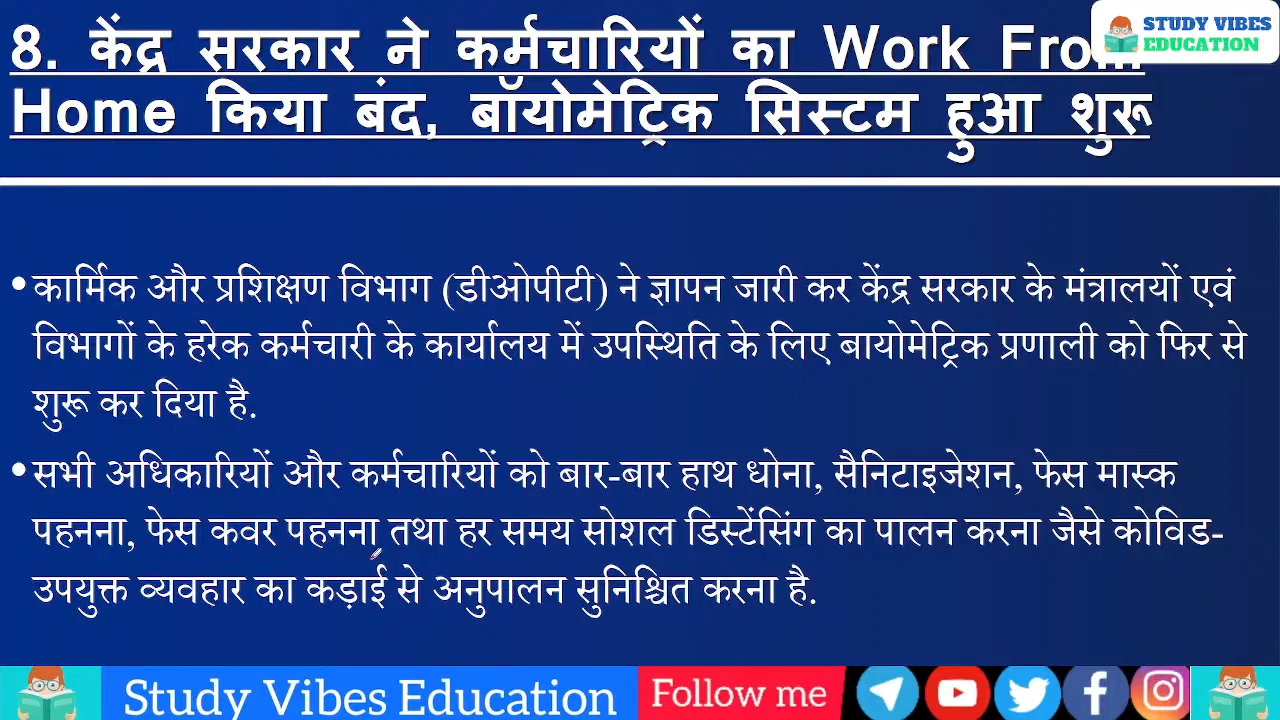 8. केंद्र सरकार ने कर्मचारियों का Work From
Home किया बंद, बॉयोमेट्रिक सिस्टम हुआ शुरू
STUDY VIBES
EDUCATION
•कार्मिक और प्रशिक्षण विभाग (डीओपीटी) ने ज्ञापन जारी कर केंद्र सरकार के मंत्रालयों एवं
विभागों के हरेक कर्मचारी के कार्यालय में उपस्थिति के लिए बायोमेट्रिक प्रणाली को फिर से
शुरू कर दिया है.
•सभी अधिकारियों और कर्मचारियों को बार-बार हाथ धोना, सैनिटाइजेशन, फेस मास्क
पहनना, फेस कवर पहनना तथा हर समय सोशल डिस्टेंसिंग का पालन करना जैसे कोविड-
उपयुक्त व्यवहार का कड़ाई से अनुपालन सुनिश्चित करना है.
Study Vibes Education
Follow me